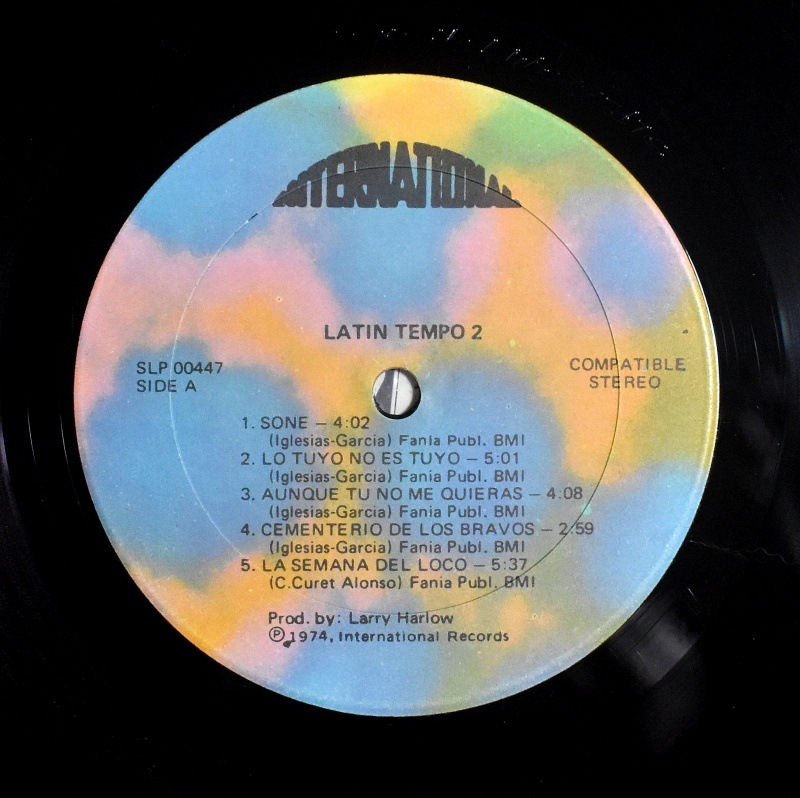 INTERNATIONAL
LATIN TEMPO 2
SLP 00447
SIDE A
COMPATIBLE
STEREO
1. SONE – 4:02
(Iglesias-Garcia) Fania Publ. BMI
2. LO TUYO NO ES TUYO – 5:01
(Iglesias-Garcia) Fania Publ. BMI
3. AUNQUE TU NO ME QUIERAS – 4:08
(Iglesias-Garcia) Fania Publ. BMI
4. CEMENTERIO DE LOS BRAVOS – 2:59
(Iglesias-Garcia) Fania Publ. BMI
5. LA SEMANA DEL LOCO – 5:37
(C.Curet Alonso) Fania Publ. BMI
Prod. by: Larry Harlow
℗ 1974, International Records